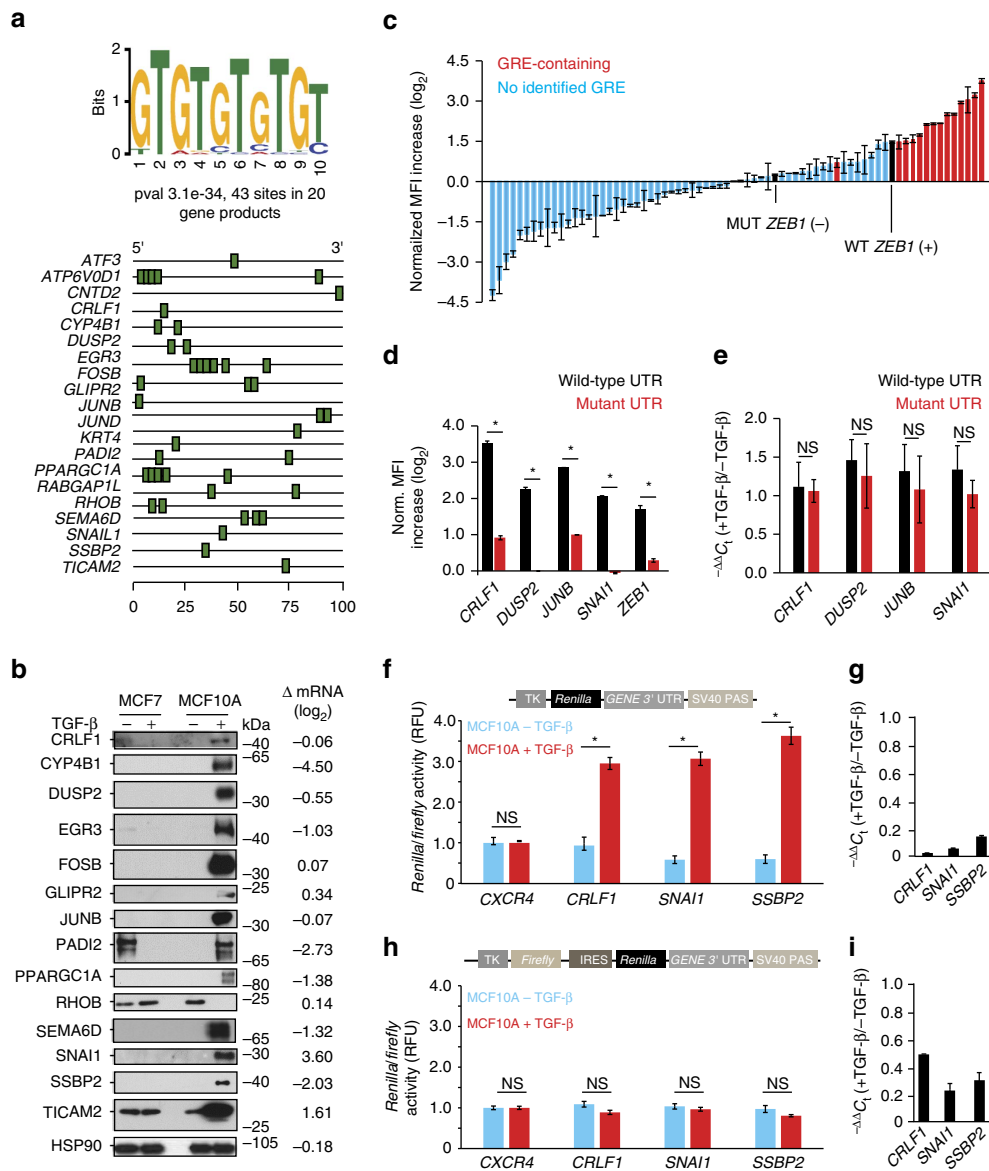 a
2
1
0
Bits
GTGTGTGTGT
C
1 2 3 4 5 6 7 8 9 10
pval 3.1e-34, 43 sites in 20
gene products
5' 3'
ATF3
ATP6V0D1
CNTD2
CRLF1
CYP4B1
DUSP2
EGR3
FOSB
GLIPR2
JUNB
JUND
KRT4
PADI2
PPARGC1A
RABGAP1L
RHOB
SEMA6D
SNAIL1
SSBP2
TICAM2
0 25 50 75 100
b
MCF7 MCF10A Δ mRNA
(log2)
TGF-β − + − + kDa
CRLF1 −40 −0.06
CYP4B1 −65 −4.50
DUSP2 −30 −0.55
EGR3 −40 −1.03
FOSB −30 0.07
GLIPR2 −25 0.34
JUNB −30 −0.07
PADI2 −65 −2.73
PPARGC1A −80 −1.38
RHOB −25 0.14
SEMA6D −65 −1.32
SNAI1 −30 3.60
SSBP2 −40 −2.03
TICAM2 −25 1.61
HSP90 −105 −0.18
c
GRE-containing
No identified GRE
Normalized MFI increase (log2)
4.5
3.0
1.5
0.0
−1.5
−3.0
−4.5
MUT ZEB1 (–)
WT ZEB1 (+)
d
Wild-type UTR
Mutant UTR
Norm. MFI
increase (log2)
4.0
3.0
2.0
1.0
0.0
* * * * *
CRLF1 DUSP2 JUNB SNAI1 ZEB1
e
Wild-type UTR
Mutant UTR
−ΔΔCt (+TGF-β/−TGF-β)
2.0
1.5
1.0
0.5
0.0
NS NS NS NS
CRLF1 DUSP2 JUNB SNAI1
f
TK Renilla GENE 3' UTR SV40 PAS
MCF10A − TGF-β
MCF10A + TGF-β
Renilla/firefly activity (RFU)
4.0
3.0
2.0
1.0
0
NS * * *
CXCR4 CRLF1 SNAI1 SSBP2
g
−ΔΔCt (+TGF-β/−TGF-β)
1.0
0.8
0.6
0.4
0.2
0
CRLF1 SNAI1 SSBP2
h
TK Firefly IRES Renilla GENE 3' UTR SV40 PAS
MCF10A − TGF-β
MCF10A + TGF-β
Renilla/firefly
activity (RFU)
4.0
3.0
2.0
1.0
0
NS NS NS NS
CXCR4 CRLF1 SNAI1 SSBP2
i
−ΔΔCt (+TGF-β/−TGF-β)
1.0
0.8
0.6
0.4
0.2
0
CRLF1 SNAI1 SSBP2